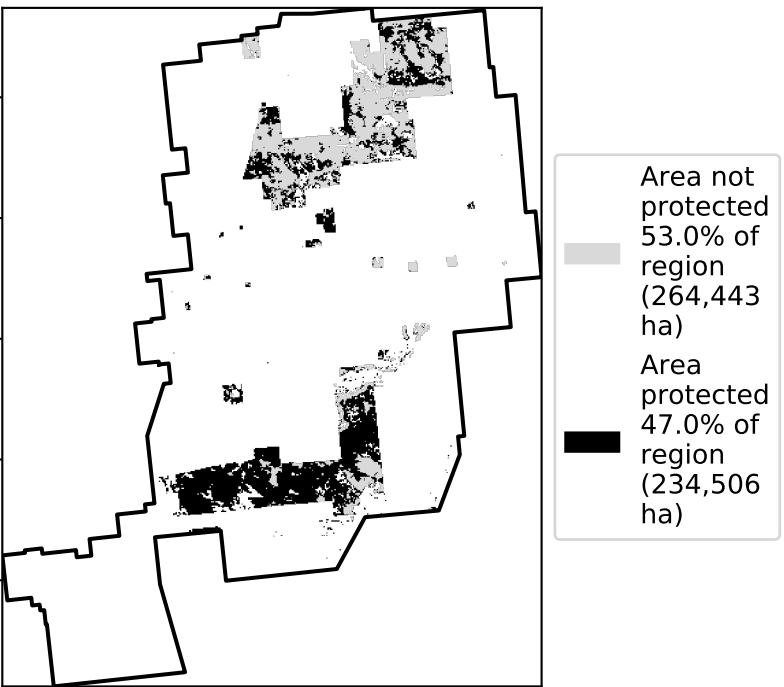 Area not
protected
53.0% of
region
(264,443
ha)
Area
protected
47.0% of
region
(234,506
ha)